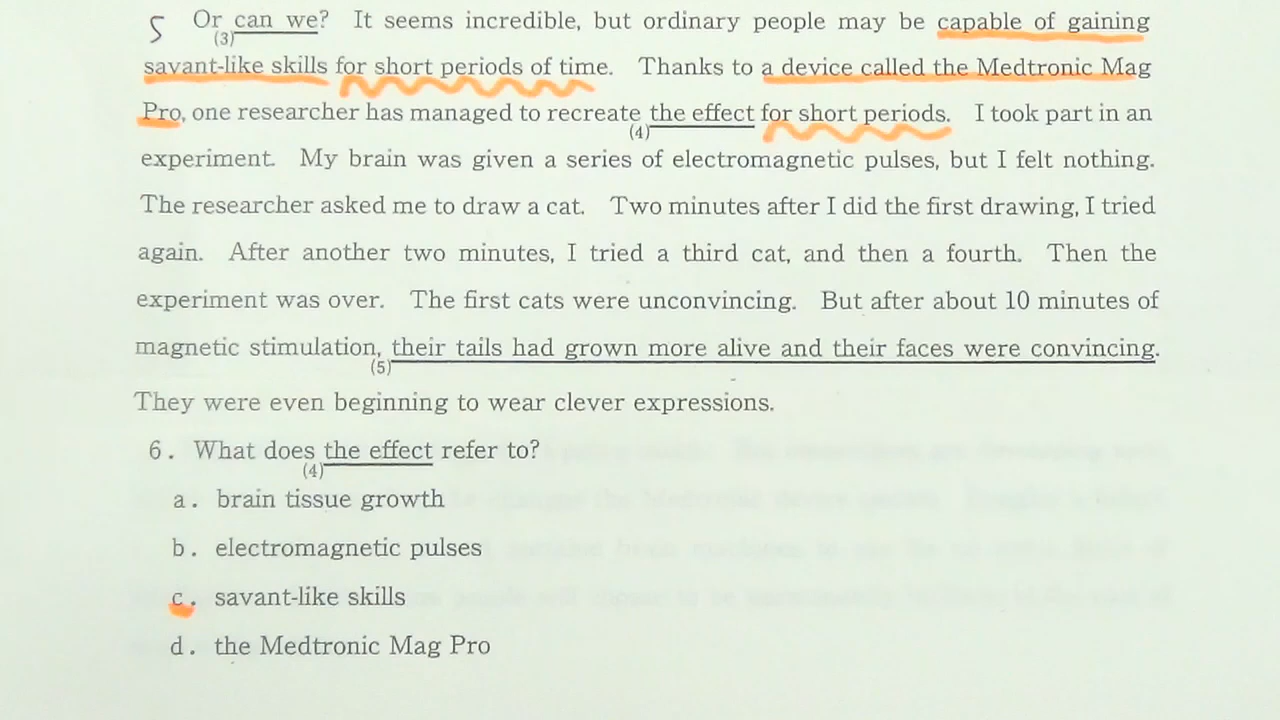 5 Or can we? It seems incredible, but ordinary people may be capable of gaining
(3)
savant-like skills for short periods of time. Thanks to a device called the Medtronic Mag
Pro, one researcher has managed to recreate the effect for short periods. I took part in an
(4)
experiment. My brain was given a series of electromagnetic pulses, but I felt nothing.
The researcher asked me to draw a cat. Two minutes after I did the first drawing, I tried
again. After another two minutes, I tried a third cat, and then a fourth. Then the
experiment was over. The first cats were unconvincing. But after about 10 minutes of
magnetic stimulation, their tails had grown more alive and their faces were convincing.
(5)
They were even beginning to wear clever expressions.
6. What does the effect refer to?
(4)
a. brain tissue growth
b. electromagnetic pulses
c. savant-like skills
d. the Medtronic Mag Pro